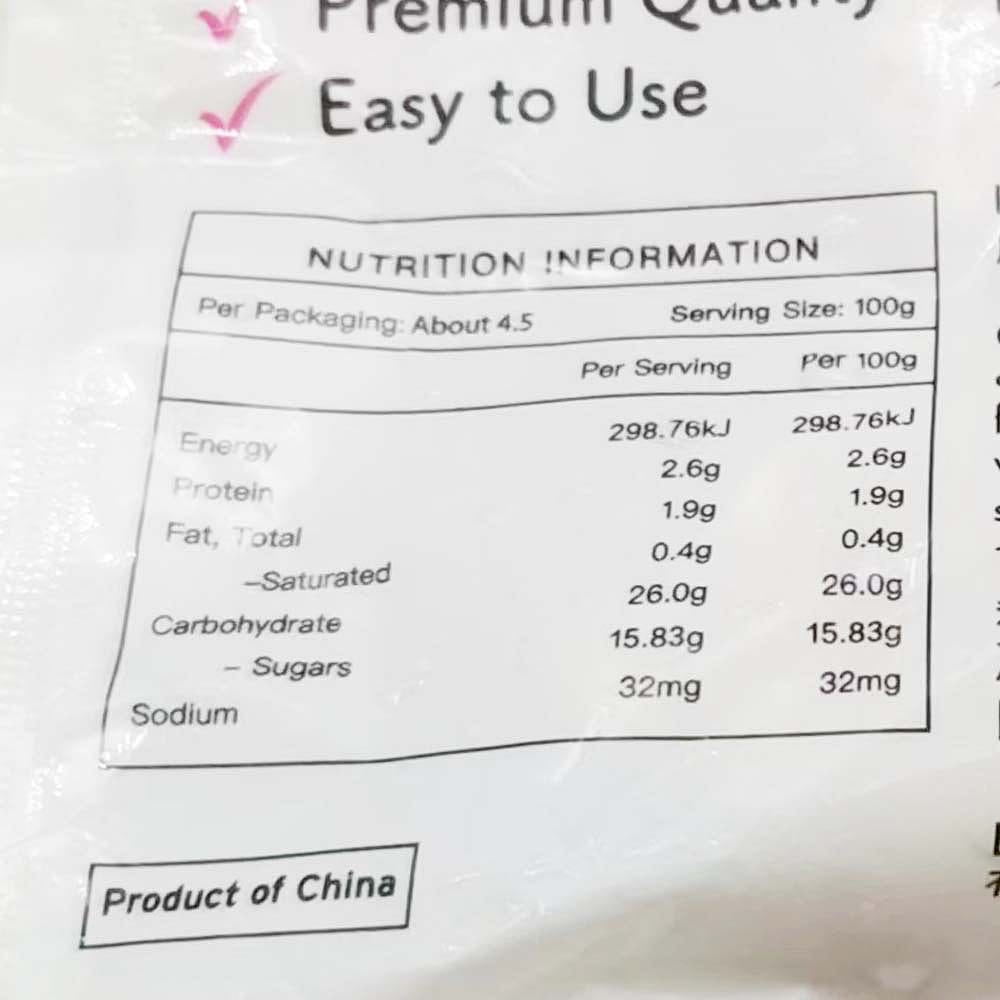 Premium Quality
Easy to Use
NUTRITION INFORMATION
Per Packaging: About 4.5 Serving Size: 100g
Per Serving Per 100g
Energy 298.76kJ 298.76kJ
Protein 2.6g 2.6g
Fat, Total 1.9g 1.9g
–Saturated 0.4g 0.4g
Carbohydrate 26.0g 26.0g
– Sugars 15.83g 15.83g
Sodium 32mg 32mg
Product of China